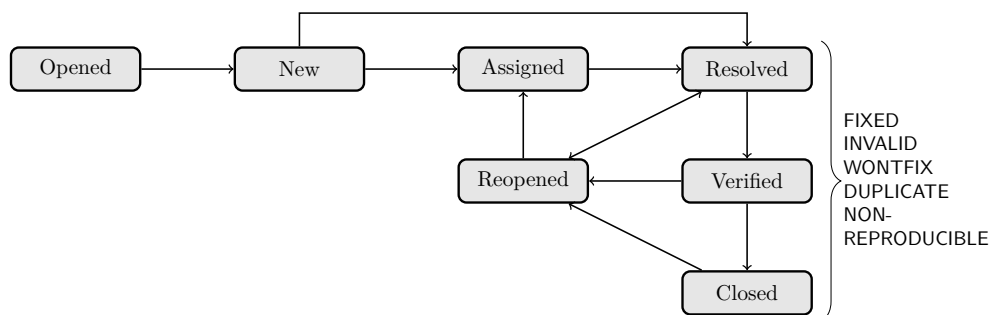 Opened
New
Assigned
Resolved
Reopened
Verified
Closed
FIXED
INVALID
WONTFIX
DUPLICATE
NON-
REPRODUCIBLE